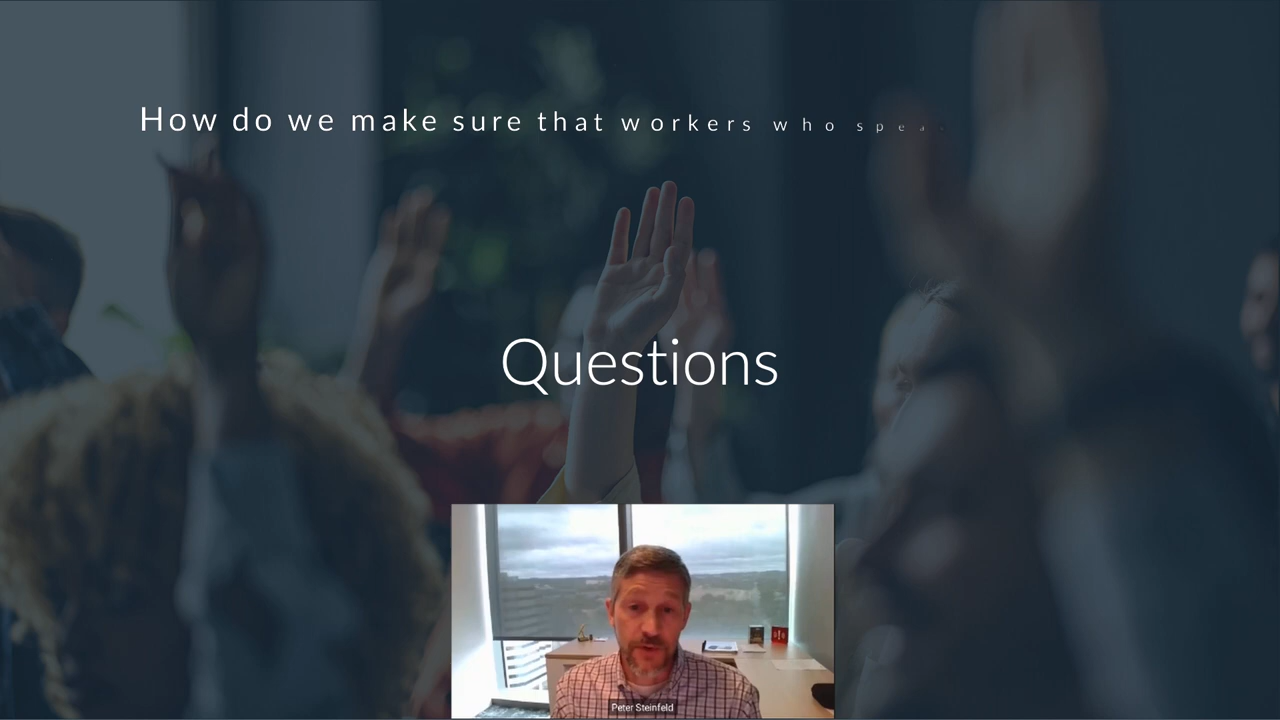 How do we make sure that workers who
Questions
Peter Steinfeld